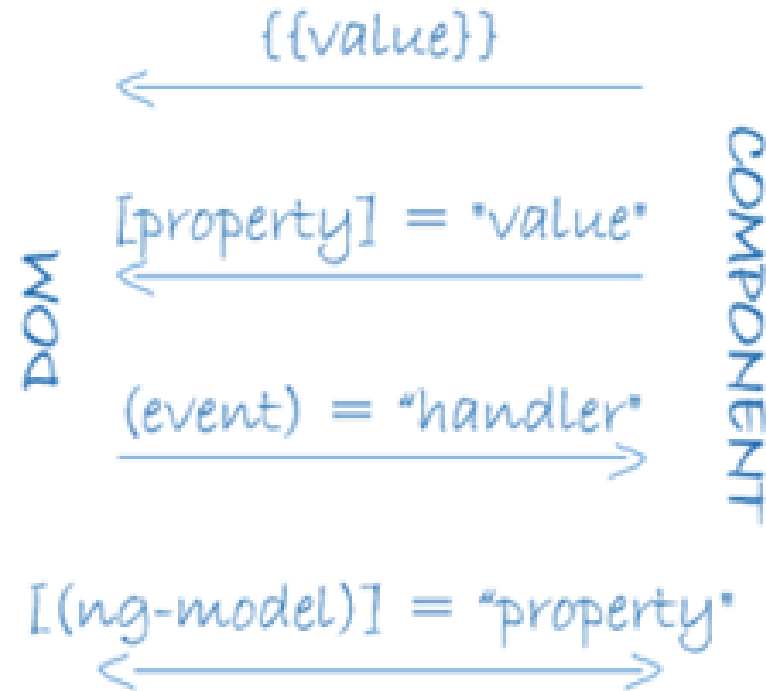 {{value}}
[property] = "value"
DOM
COMPONENT
(event) = "handler"
[(ng-model)] = "property"